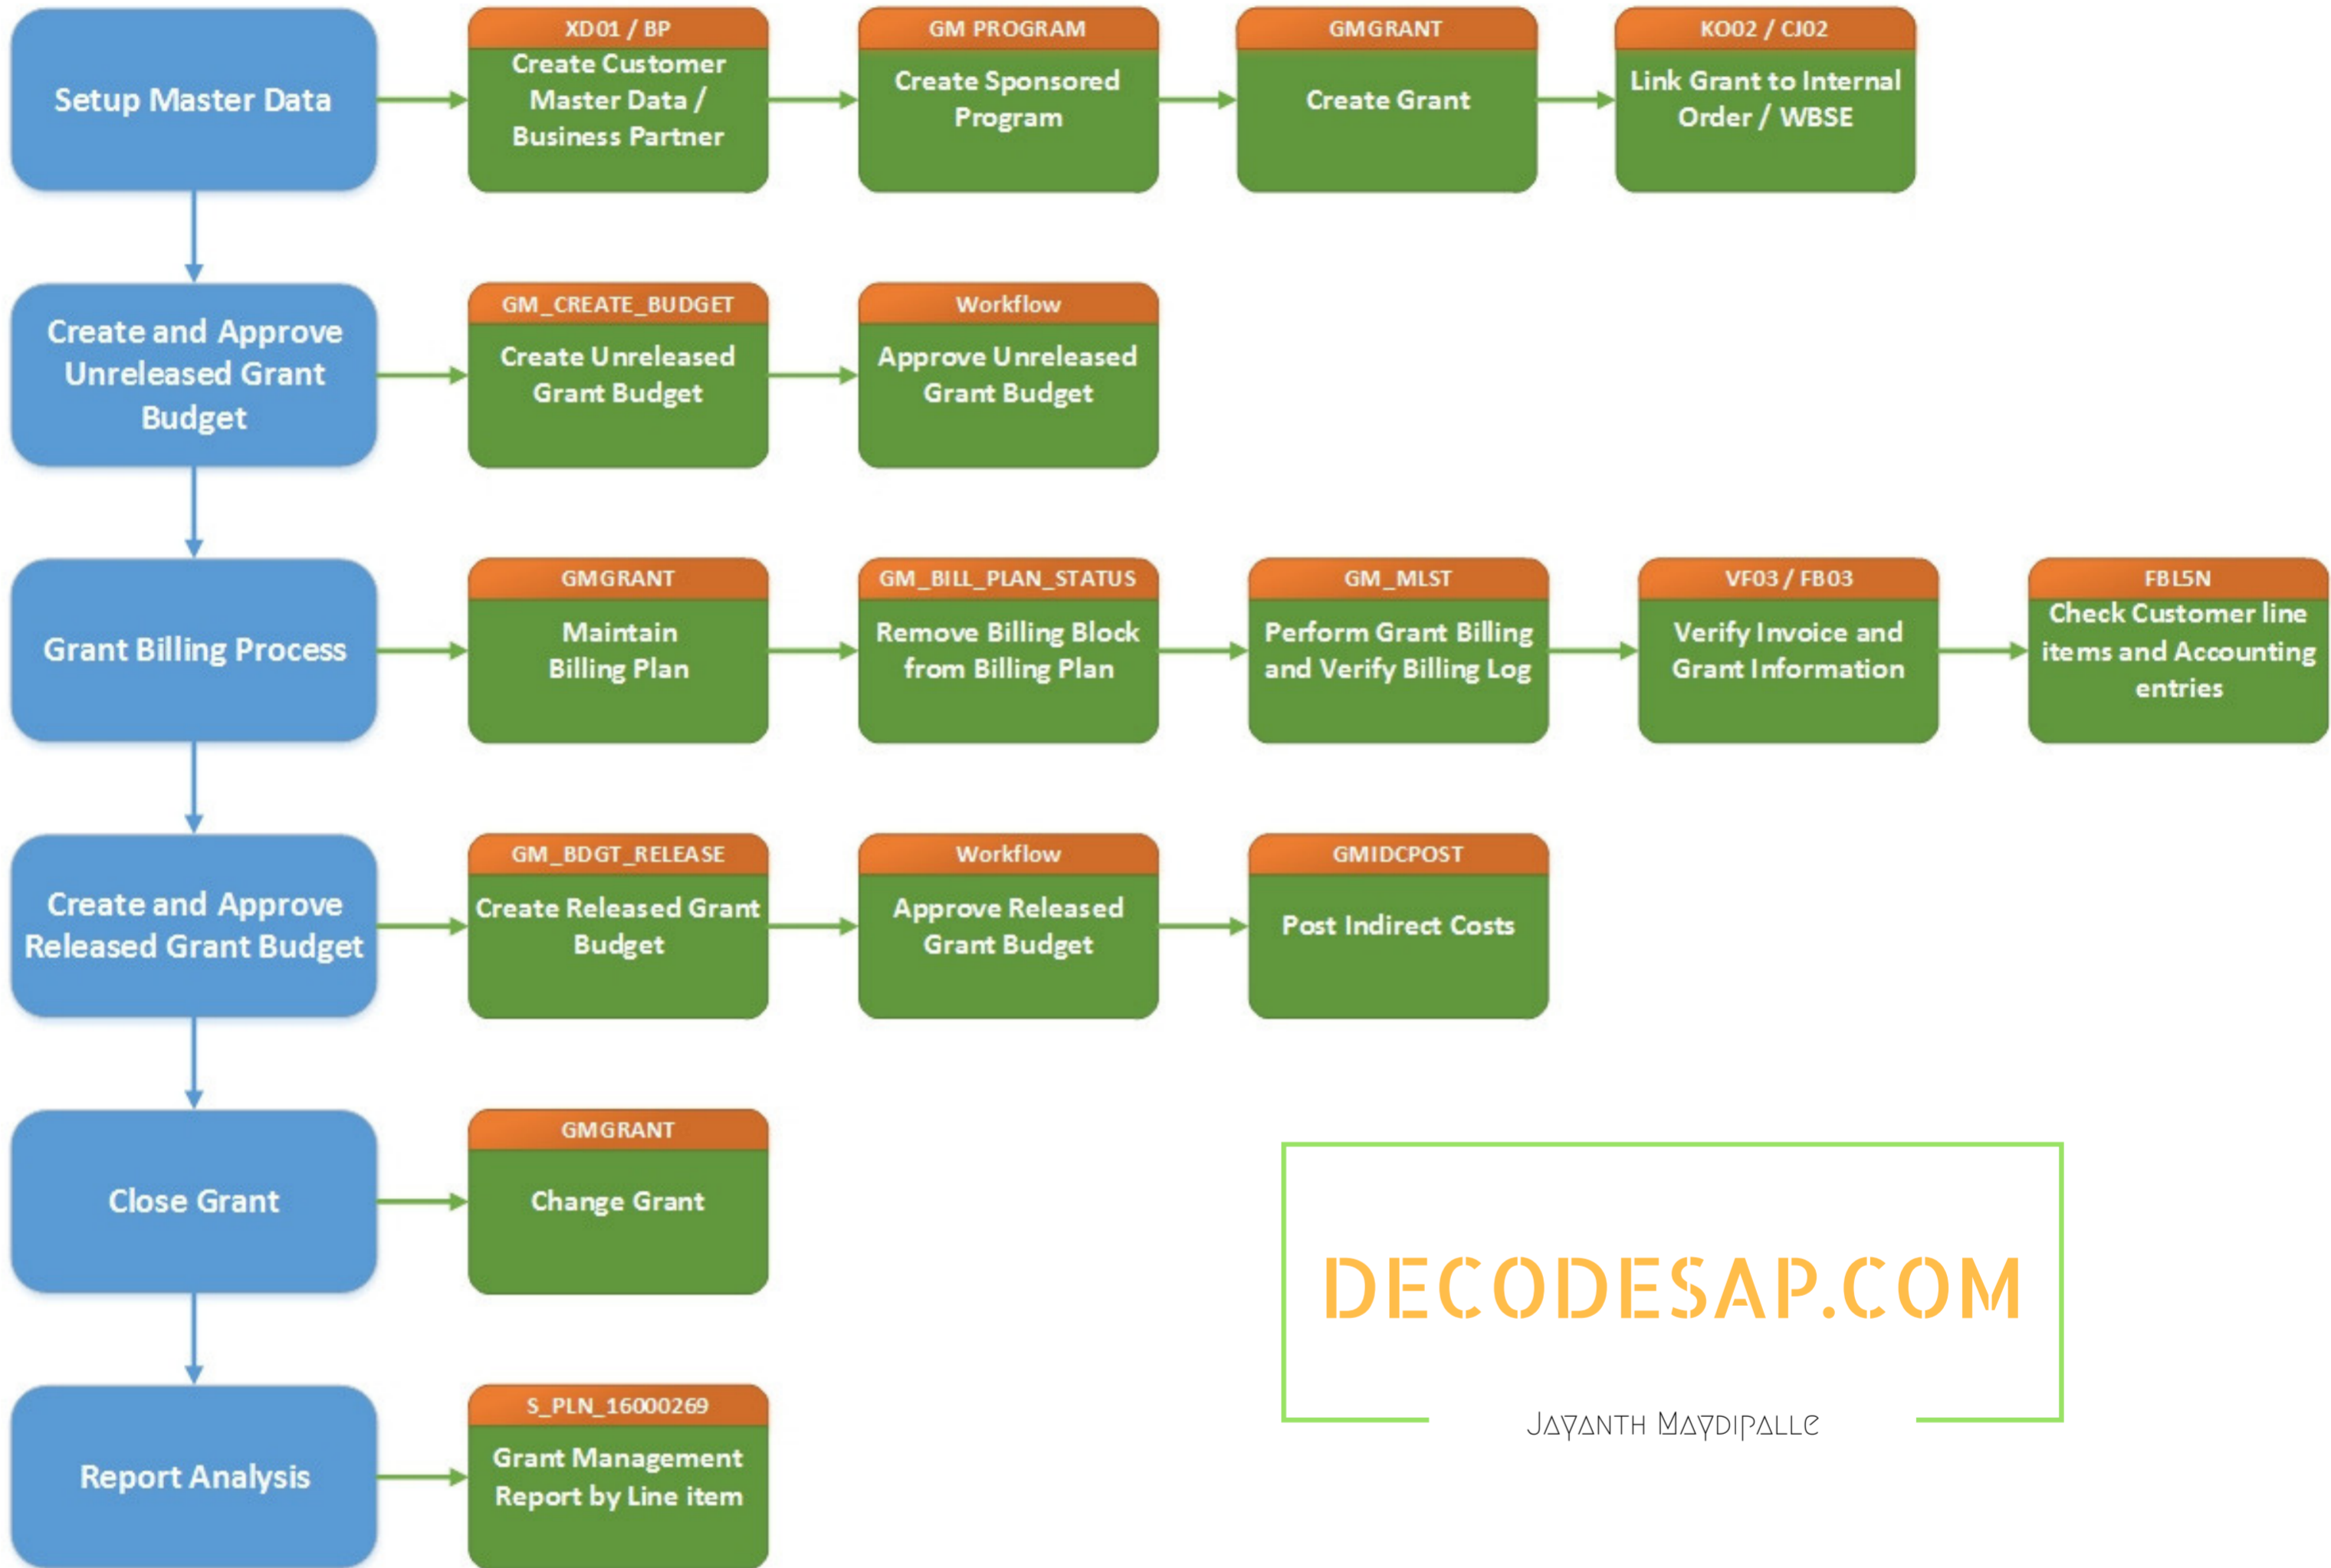 Setup Master Data
XD01 / BP
Create Customer
Master Data /
Business Partner
GM PROGRAM
Create Sponsored
Program
GMGRANT
Create Grant
KO02 / CJ02
Link Grant to Internal
Order / WBSE
Create and Approve
Unreleased Grant
Budget
GM_CREATE_BUDGET
Create Unreleased
Grant Budget
Workflow
Approve Unreleased
Grant Budget
Grant Billing Process
GMGRANT
Maintain
Billing Plan
GM_BILL_PLAN_STATUS
Remove Billing Block
from Billing Plan
GM_MLST
Perform Grant Billing
and Verify Billing Log
VF03 / FB03
Verify Invoice and
Grant Information
FBL5N
Check Customer line
items and Accounting
entries
Create and Approve
Released Grant Budget
GM_BDGT_RELEASE
Create Released Grant
Budget
Workflow
Approve Released
Grant Budget
GMIDCPOST
Post Indirect Costs
Close Grant
GMGRANT
Change Grant
Report Analysis
S_PLN_16000269
Grant Management
Report by Line item
DECODESAP.COM
JAYANTH MAYDIPALLE